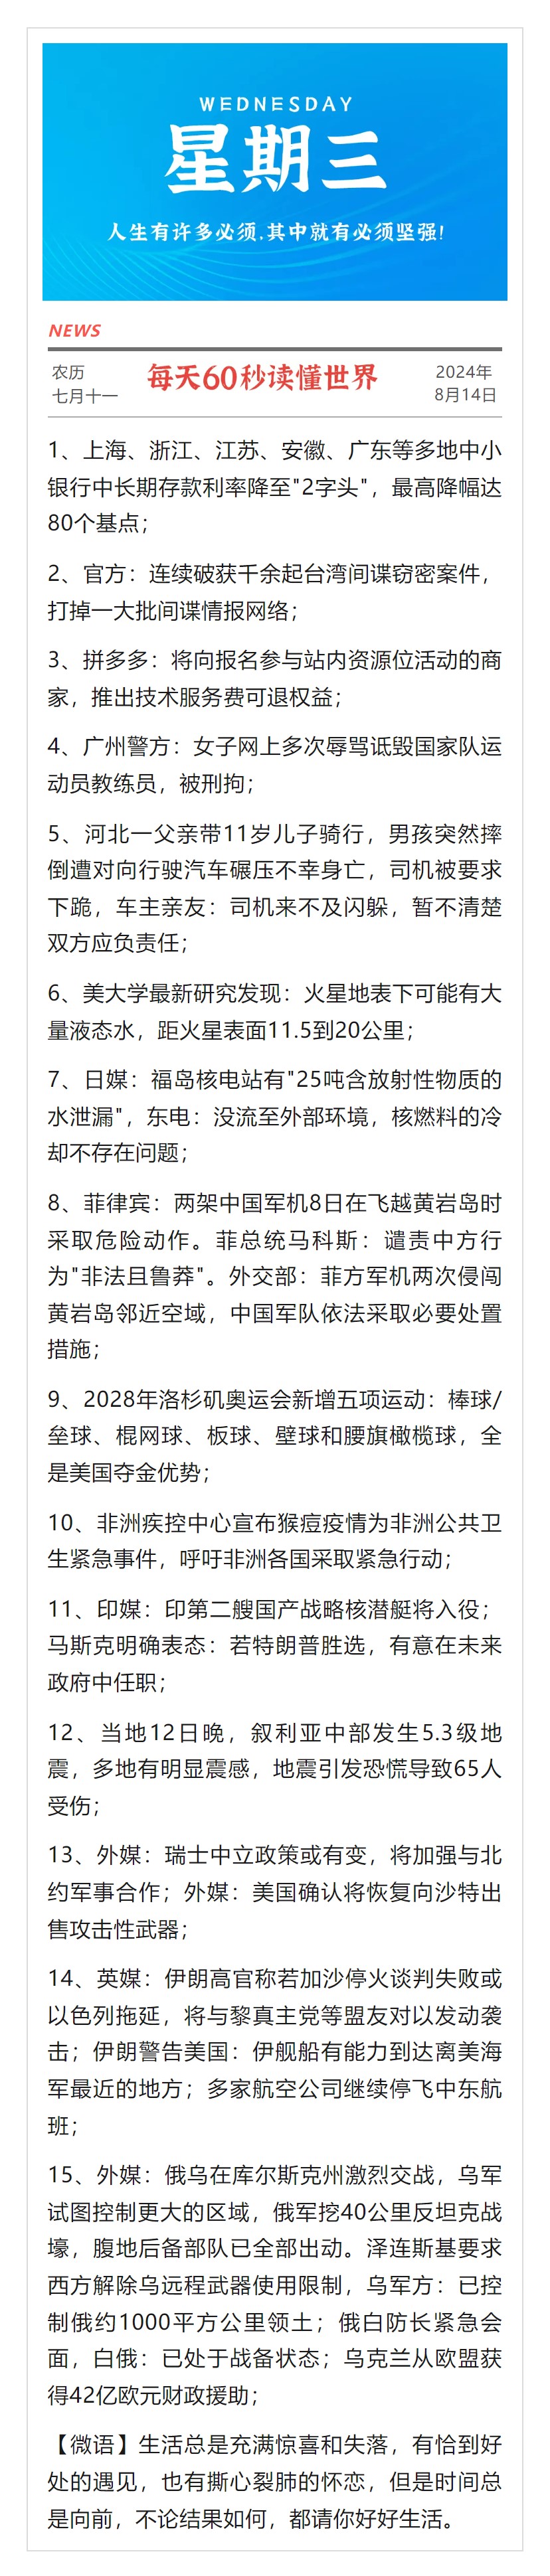 WEDNESDAY
星期三
人生有许多必须,其中就有必须坚强!
NEWS
农历
七月十一
每天60秒读懂世界
2024年
8月14日
1、上海、浙江、江苏、安徽、广东等多地中小
银行中长期存款利率降至"2字头"，最高降幅达
80个基点；
2、官方：连续破获千余起台湾间谍窃密案件，
打掉一大批间谍情报网络；
3、拼多多：将向报名参与站内资源位活动的商
家，推出技术服务费可退权益；
4、广州警方：女子网上多次辱骂诋毁国家队运
动员教练员，被刑拘；
5、河北一父亲带11岁儿子骑行，男孩突然摔
倒遭对向行驶汽车碾压不幸身亡，司机被要求
下跪，车主亲友：司机来不及闪躲，暂不清楚
双方应负责任；
6、美大学最新研究发现：火星地表下可能有大
量液态水，距火星表面11.5到20公里；
7、日媒：福岛核电站有"25吨含放射性物质的
水泄漏"，东电：没流至外部环境，核燃料的冷
却不存在问题；
8、菲律宾：两架中国军机8日在飞越黄岩岛时
采取危险动作。菲总统马科斯：谴责中方行
为"非法且鲁莽"。外交部：菲方军机两次侵闯
黄岩岛邻近空域，中国军队依法采取必要处置
措施；
9、2028年洛杉矶奥运会新增五项运动：棒球/
垒球、棍网球、板球、壁球和腰旗橄榄球，全
是美国夺金优势；
10、非洲疾控中心宣布猴痘疫情为非洲公共卫
生紧急事件，呼吁非洲各国采取紧急行动；
11、印媒：印第二艘国产战略核潜艇将入役；
马斯克明确表态：若特朗普胜选，有意在未来
政府中任职；
12、当地12日晚，叙利亚中部发生5.3级地
震，多地有明显震感，地震引发恐慌导致65人
受伤；
13、外媒：瑞士中立政策或有变，将加强与北
约军事合作；外媒：美国确认将恢复向沙特出
售攻击性武器；
14、英媒：伊朗高官称若加沙停火谈判失败或
以色列拖延，将与黎真主党等盟友对以发动袭
击；伊朗警告美国：伊舰船有能力到达离美海
军最近的地方；多家航空公司继续停飞中东航
班；
15、外媒：俄乌在库尔斯克州激烈交战，乌军
试图控制更大的区域，俄军挖40公里反坦克战
壕，腹地后备部队已全部出动。泽连斯基要求
西方解除乌远程武器使用限制，乌军方：已控
制俄约1000平方公里领土；俄白防长紧急会
面，白俄：已处于战备状态；乌克兰从欧盟获
得42亿欧元财政援助；
【微语】生活总是充满惊喜和失落，有恰到好
处的遇见，也有撕心裂肺的怀恋，但是时间总
是向前，不论结果如何，都请你好好生活。